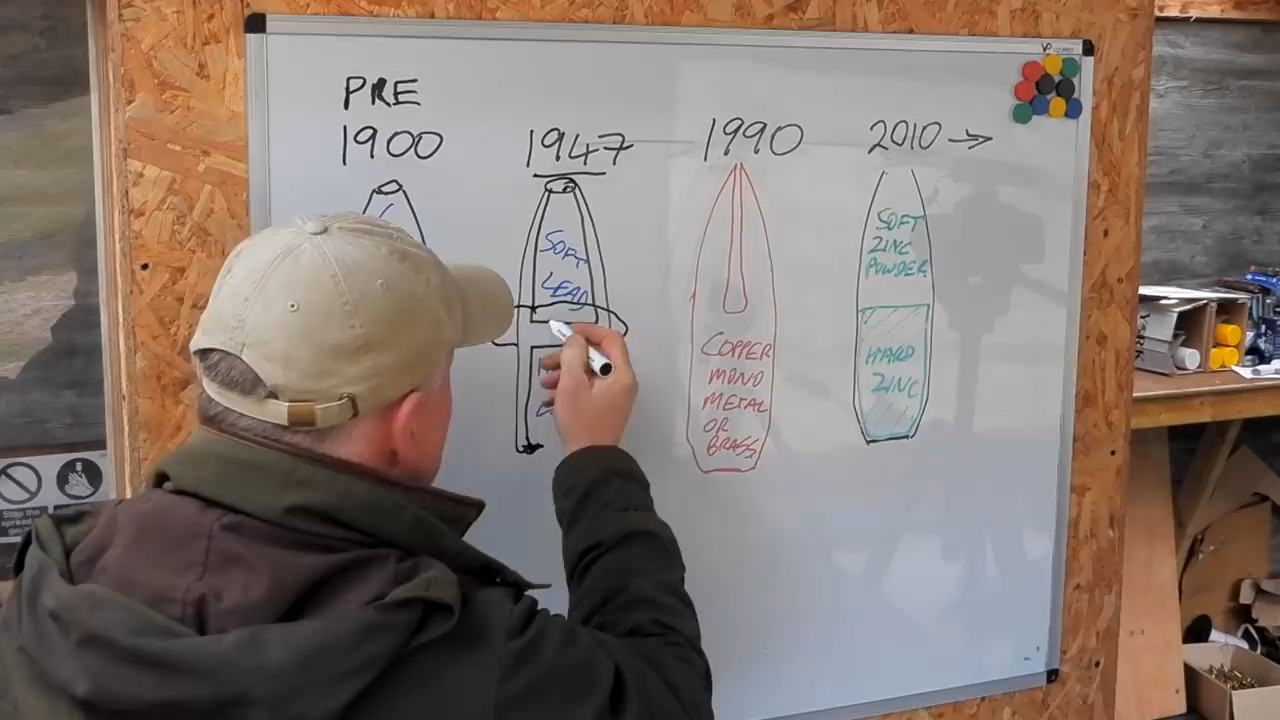 PRE
1900
1947
1990
2010 →
SOFT
LEAD
COPPER
MONO
METAL
OR
BRASS
SOFT
ZINC
POWDER
HARD
ZINC
Stop the
spread